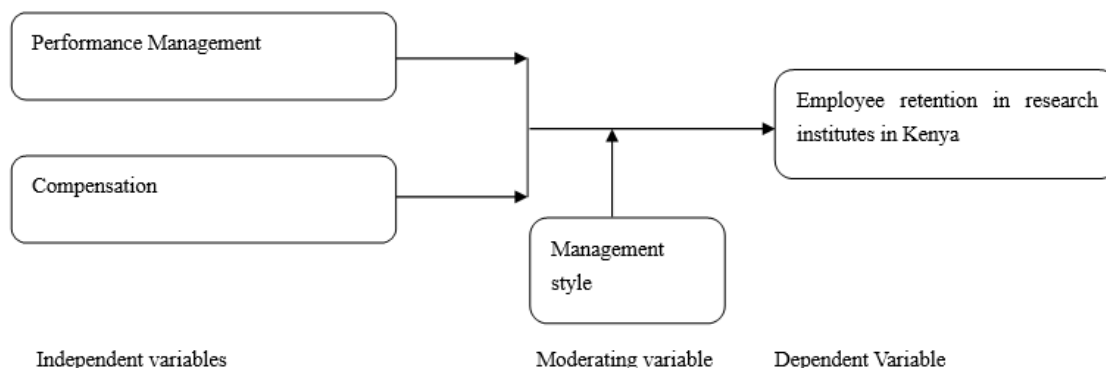 Performance Management
Employee retention in research
institutes in Kenya
Compensation
Management
style
Independent variables
Moderating variable
Dependent Variable